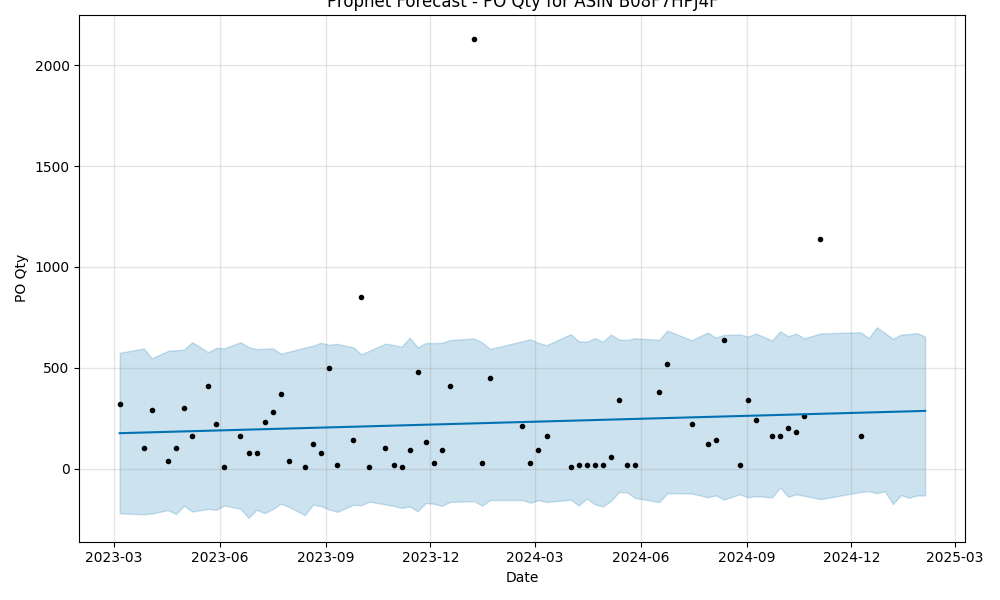 Prophet Forecast - PO Qty for ASIN B08F7HPJ4F
2000
1500
1000
500
0
PO Qty
2023-03 2023-06 2023-09 2023-12 2024-03 2024-06 2024-09 2024-12 2025-03
Date